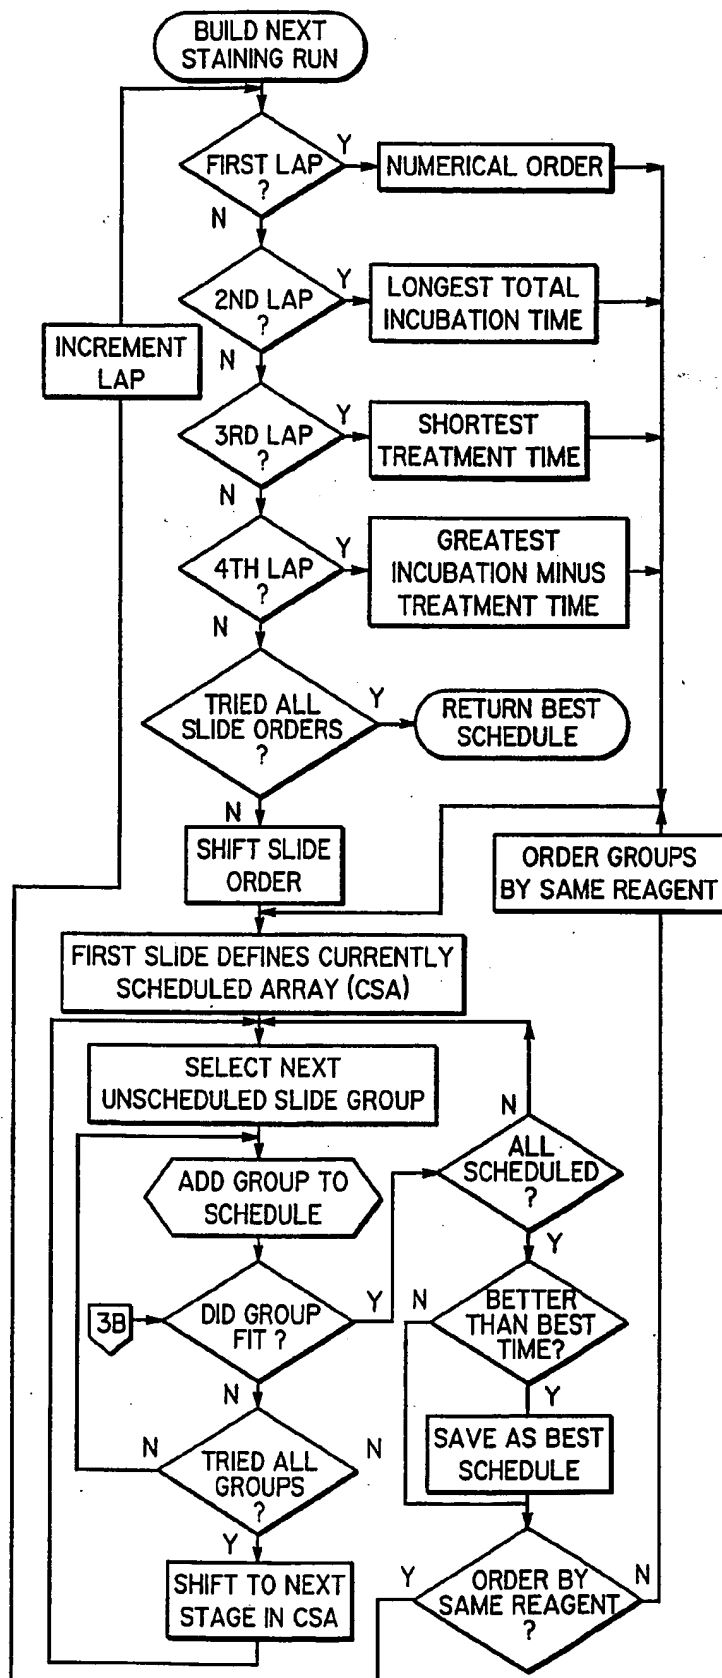 BUILD NEXT
STAINING RUN
FIRST LAP
?
Y
N
NUMERICAL ORDER
2ND LAP
?
Y
N
LONGEST TOTAL
INCUBATION TIME
INCREMENT
LAP
3RD LAP
?
Y
N
SHORTEST
TREATMENT TIME
4TH LAP
?
Y
N
GREATEST
INCUBATION MINUS
TREATMENT TIME
TRIED ALL
SLIDE ORDERS
?
Y
N
RETURN BEST
SCHEDULE
SHIFT SLIDE
ORDER
ORDER GROUPS
BY SAME REAGENT
FIRST SLIDE DEFINES CURRENTLY
SCHEDULED ARRAY (CSA)
SELECT NEXT
UNSCHEDULED SLIDE GROUP
N
ALL
SCHEDULED
?
Y
ADD GROUP TO
SCHEDULE
3B
DID GROUP
FIT ?
Y
N
N
BETTER
THAN BEST
TIME?
Y
N
TRIED ALL
GROUPS
?
N
Y
SAVE AS BEST
SCHEDULE
SHIFT TO NEXT
STAGE IN CSA
Y
ORDER BY
SAME REAGENT
?
N